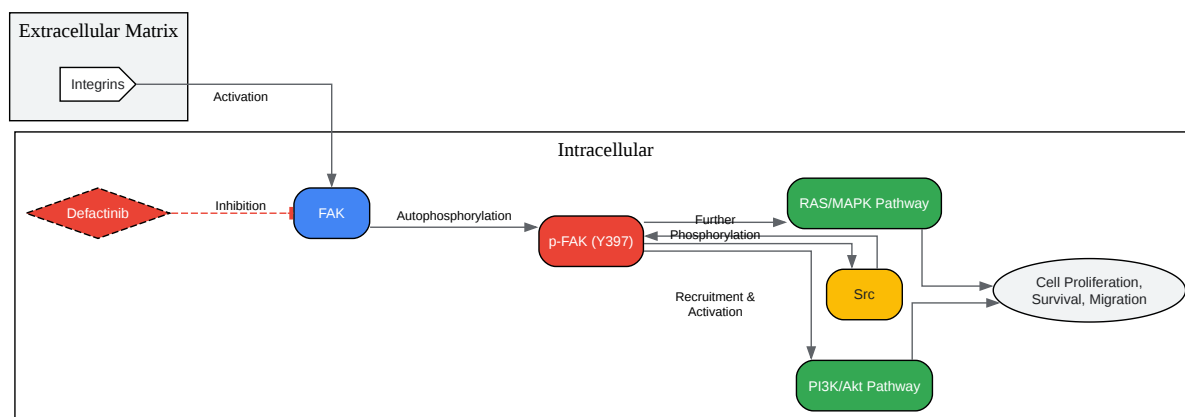 Extracellular Matrix
Integrins
Activation
Intracellular
Defactinib
Inhibition
FAK
Autophosphorylation
p-FAK (Y397)
Further
Phosphorylation
RAS/MAPK Pathway
Src
Recruitment &
Activation
PI3K/Akt Pathway
Cell Proliferation,
Survival, Migration